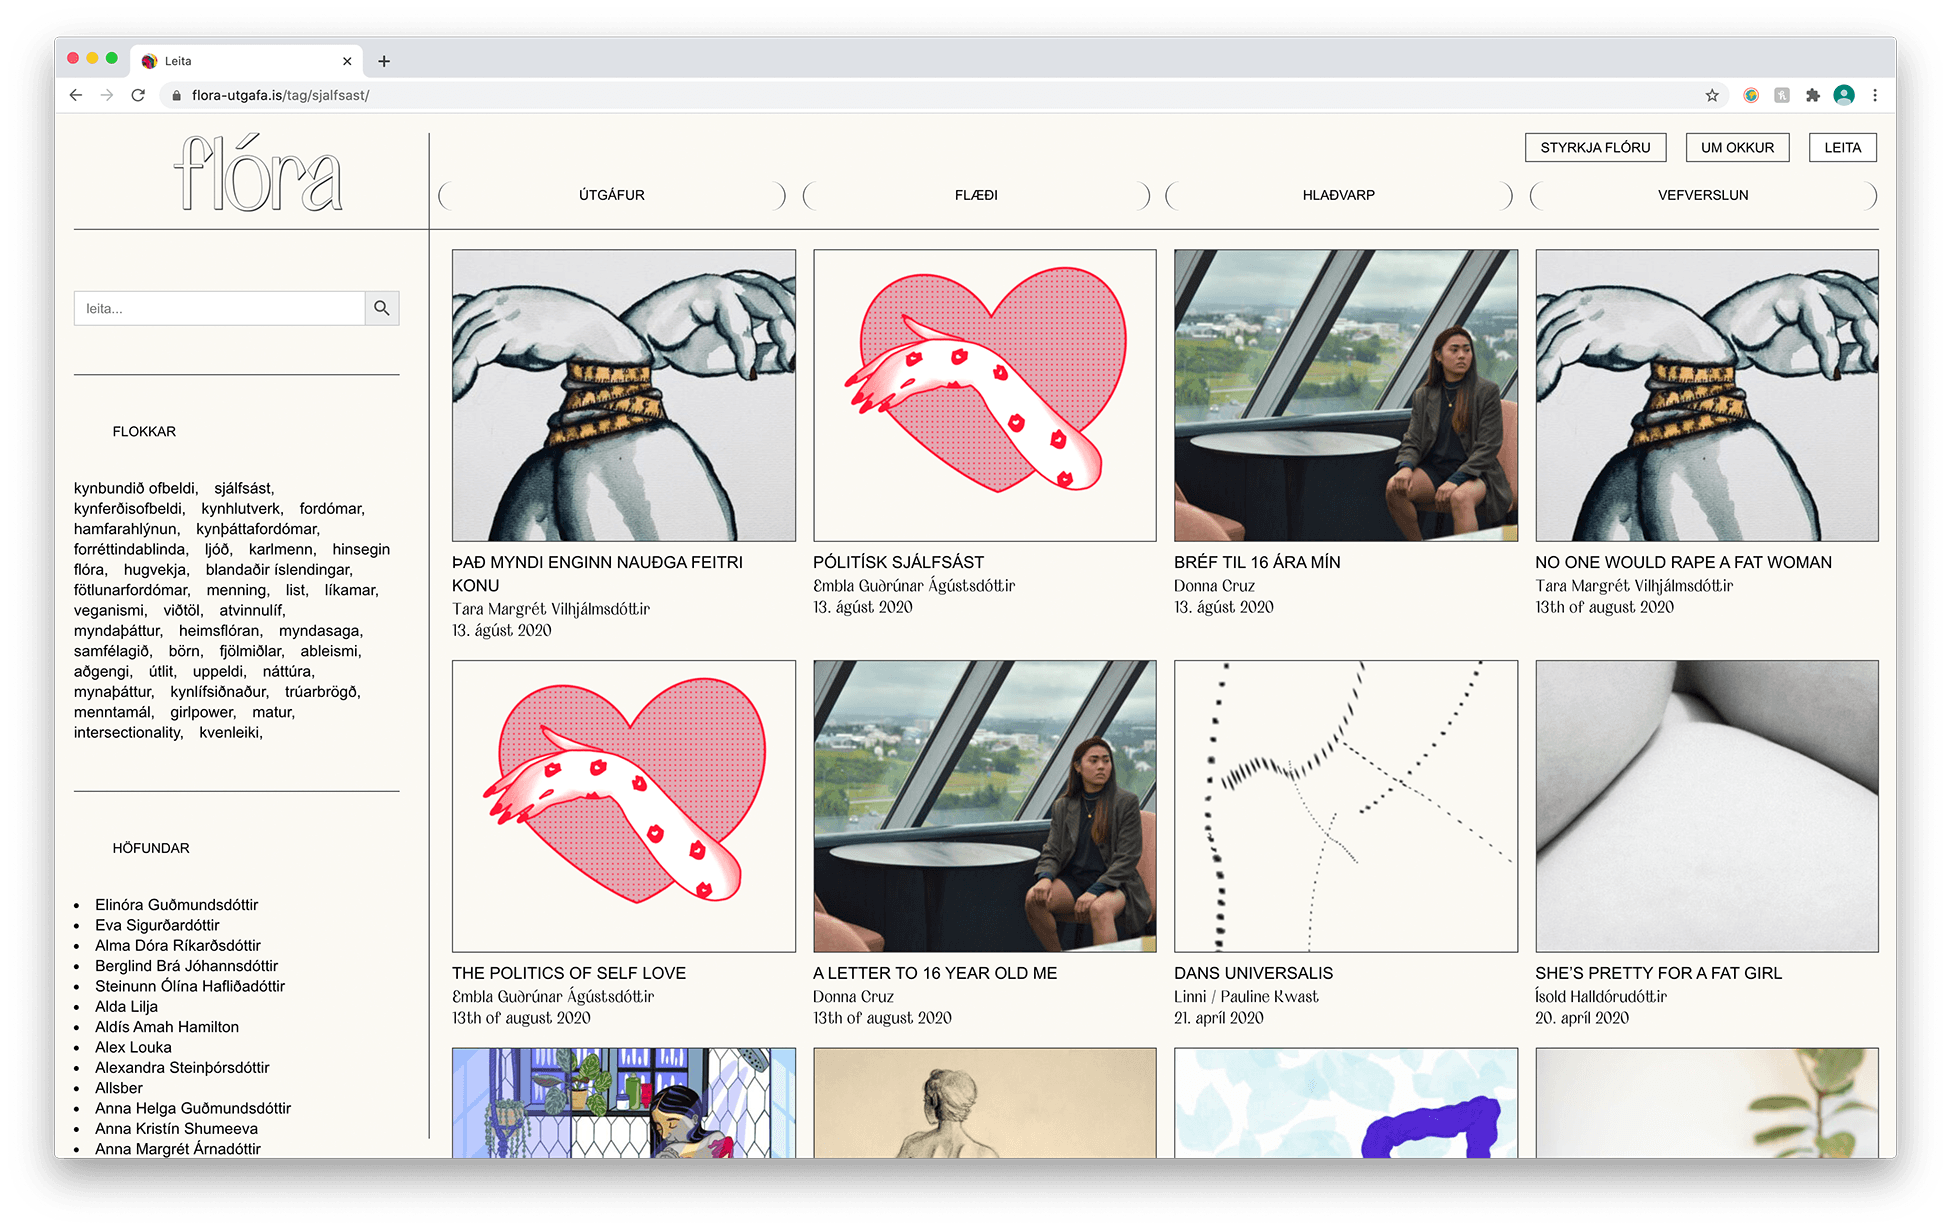 Leita
flora-utgafa.is/tag/sjalfsast/
flóra
STYRKJA FLÓRU
UM OKKUR
LEITA
ÚTGÁFUR
FLÆÐI
HLAÐVARP
VEFVERSLUN
leita...
FLOKKAR
kynbundið ofbeldi, sjálfsást,
kynferðisofbeldi, kynhlutverk, fordómar,
hamfarahlýnun, kynþáttafordómar,
forréttindablinda, ljóð, karlmenn, hinsegin
flóra, hugvekja, blandaðir íslendingar,
fötlunarfordómar, menning, list, líkamar,
veganismi, viðtöl, atvinnulíf,
myndaþáttur, heimsflóran, myndasaga,
samfélagið, börn, fjölmiðlar, ableismi,
aðgengi, útlit, uppeldi, náttúra,
mynaþáttur, kynlífsiðnaður, trúarbrögð,
menntamál, girlpower, matur,
intersectionality, kvenleiki,
HÖFUNDAR
Elinóra Guðmundsdóttir
Eva Sigurðardóttir
Alma Dóra Ríkarðsdóttir
Berglind Brá Jóhannsdóttir
Steinunn Ólína Hafliðadóttir
Alda Lilja
Aldís Amah Hamilton
Alex Louka
Alexandra Steinþórsdóttir
Allsber
Anna Helga Guðmundsdóttir
Anna Kristín Shumeeva
Anna Margrét Árnadóttir
ÞAÐ MYNDI ENGINN NAUÐGA FEITRI
KONU
Tara Margrét Vilhjálmsdóttir
13. ágúst 2020
PÓLITÍSK SJÁLFSÁST
Embla Guðrúnar Ágústsdóttir
13. ágúst 2020
BRÉF TIL 16 ÁRA MÍN
Donna Cruz
13. ágúst 2020
NO ONE WOULD RAPE A FAT WOMAN
Tara Margrét Vilhjálmsdóttir
13th of august 2020
THE POLITICS OF SELF LOVE
Embla Guðrúnar Ágústsdóttir
13th of august 2020
A LETTER TO 16 YEAR OLD ME
Donna Cruz
13th of august 2020
DANS UNIVERSALIS
Linni / Pauline Kwast
21. apríl 2020
SHE'S PRETTY FOR A FAT GIRL
Ísold Halldórudóttir
20. apríl 2020